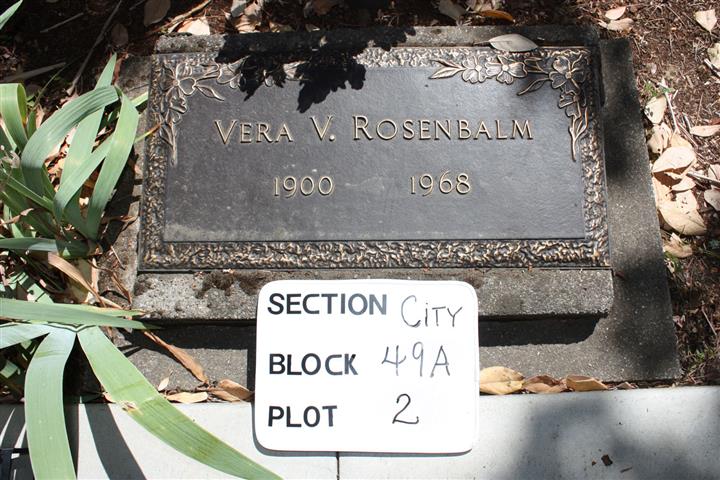 VERA V. ROSENBALM
1900 1968
SECTION CITY
BLOCK 49A
PLOT 2